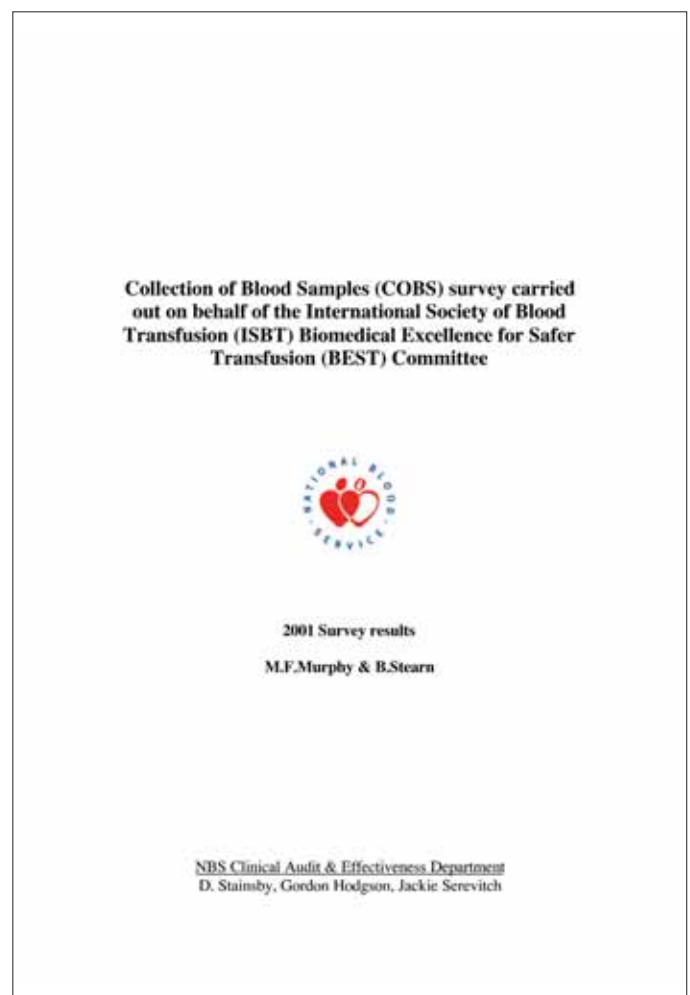 Collection of Blood Samples (COBS) survey carried
out on behalf of the International Society of Blood
Transfusion (ISBT) Biomedical Excellence for Safer
Transfusion (BEST) Committee
NATIONAL BLOOD
SERVICE
2001 Survey results
M.F.Murphy & B.Stearn
NBS Clinical Audit & Effectiveness Department
D. Stainsby, Gordon Hodgson, Jackie Serevitch